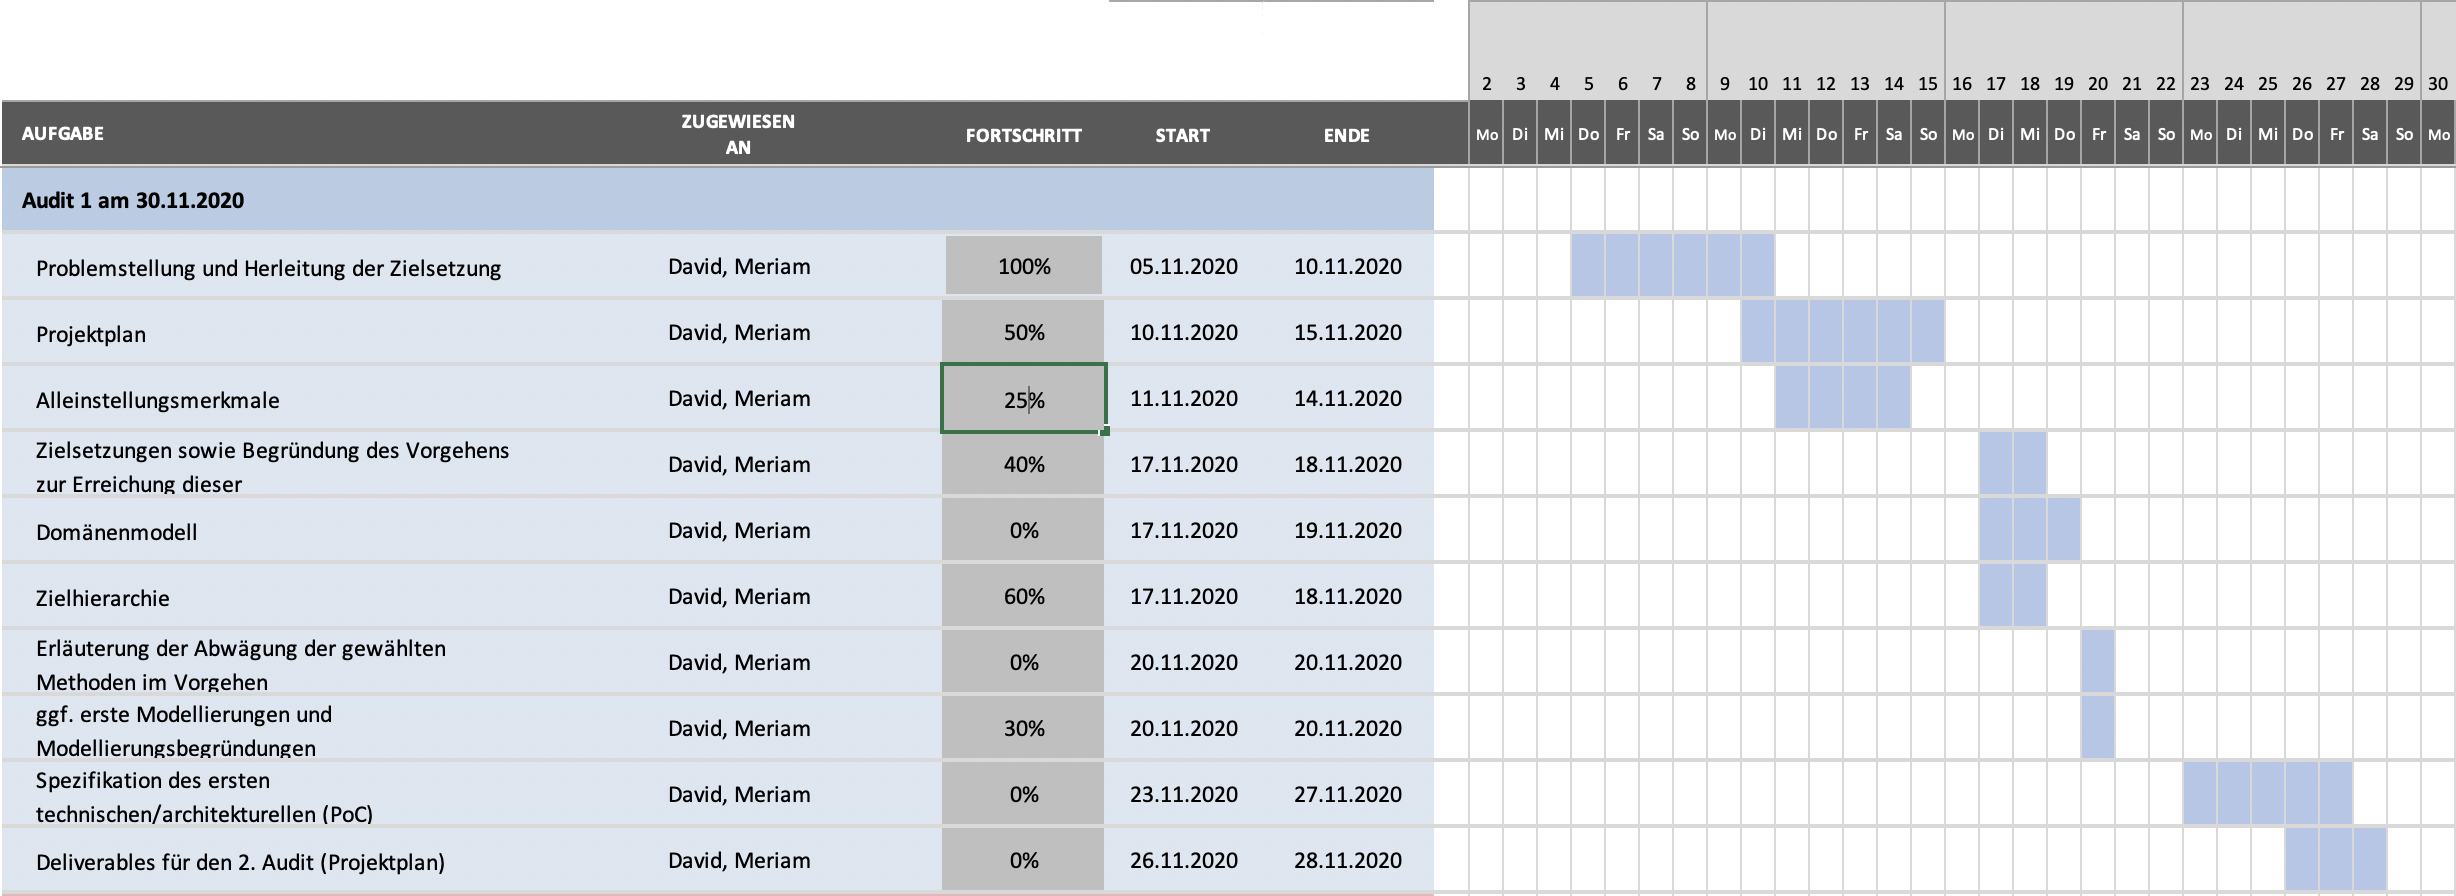 2 3 4 5 6 7 8 9 10 11 12 13 14 15 16 17 18 19 20 21 22 23 24 25 26 27 28 29 30
AUFGABE ZUGEWIESEN AN FORTSCHRITT START ENDE Mo Di Mi Do Fr Sa So Mo Di Mi Do Fr Sa So Mo Di Mi Do Fr Sa So Mo Di Mi Do Fr Sa So Mo
Audit 1 am 30.11.2020
Problemstellung und Herleitung der Zielsetzung David, Meriam 100% 05.11.2020 10.11.2020
Projektplan David, Meriam 50% 10.11.2020 15.11.2020
Alleinstellungsmerkmale David, Meriam 25% 11.11.2020 14.11.2020
Zielsetzungen sowie Begründung des Vorgehens
zur Erreichung dieser David, Meriam 40% 17.11.2020 18.11.2020
Domänenmodell David, Meriam 0% 17.11.2020 19.11.2020
Zielhierarchie David, Meriam 60% 17.11.2020 18.11.2020
Erläuterung der Abwägung der gewählten
Methoden im Vorgehen David, Meriam 0% 20.11.2020 20.11.2020
ggf. erste Modellierungen und
Modellierungsbegründungen David, Meriam 30% 20.11.2020 20.11.2020
Spezifikation des ersten
technischen/architekturellen (PoC) David, Meriam 0% 23.11.2020 27.11.2020
Deliverables für den 2. Audit (Projektplan) David, Meriam 0% 26.11.2020 28.11.2020